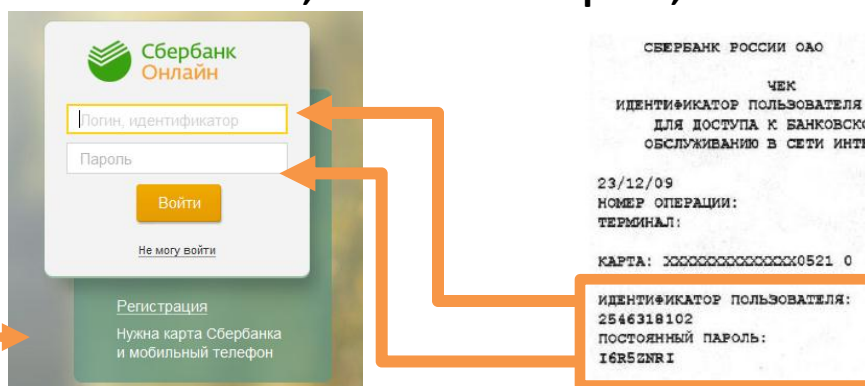 Сбербанк
Онлайн
Логин, идентификатор
Пароль
Войти
Не могу войти
Регистрация
Нужна карта Сбербанка
и мобильный телефон
СБЕРБАНК РОССИИ ОАО
ЧЕК
ИДЕНТИФИКАТОР ПОЛЬЗОВАТЕЛЯ
ДЛЯ ДОСТУПА К
ОБСЛУЖИВАНИЮ В СЕТИ
23/12/09
НОМЕР ОПЕРАЦИИ:
ТЕРМИНАЛ:
КАРТА: XXXXXXXXXXXXXX0521 0
ИДЕНТИФИКАТОР ПОЛЬЗОВАТЕЛЯ:
2546318102
ПОСТОЯННЫЙ ПАРОЛЬ:
I6R5ZNRI